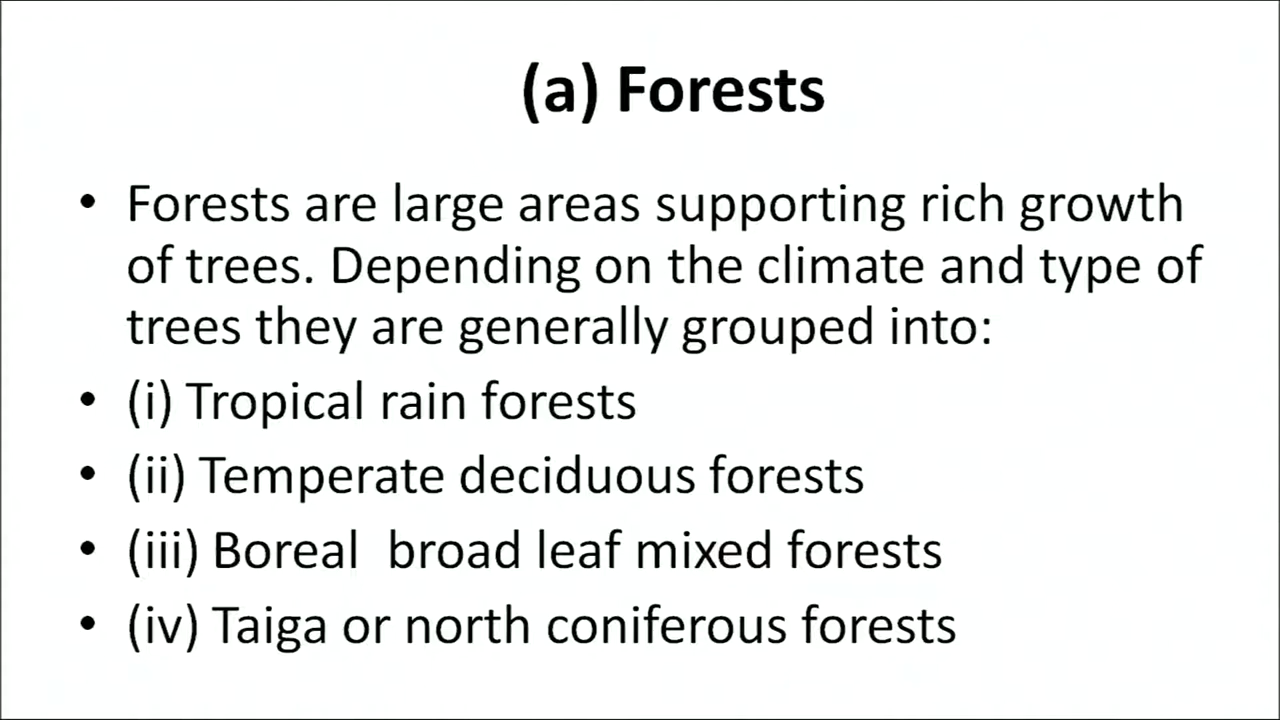 (a) Forests
• Forests are large areas supporting rich growth
of trees. Depending on the climate and type of
trees they are generally grouped into:
• (i) Tropical rain forests
• (ii) Temperate deciduous forests
• (iii) Boreal  broad leaf mixed forests
• (iv) Taiga or north coniferous forests